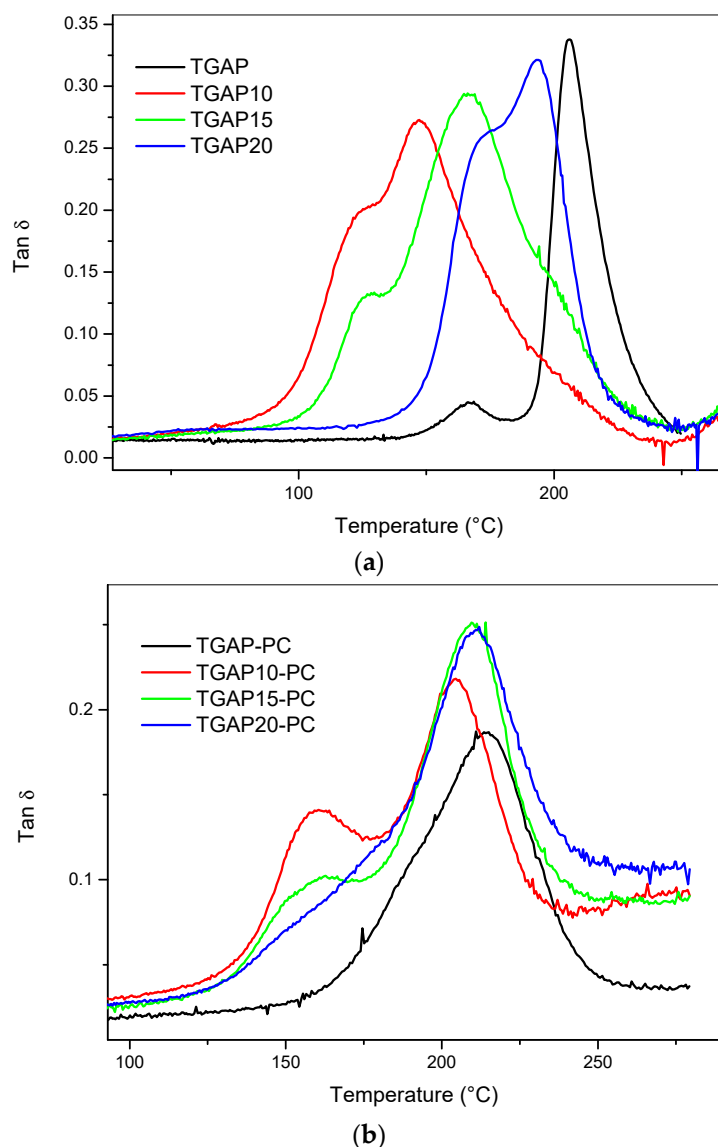 (a)
0.35
0.30
0.25
0.20
0.15
0.10
0.05
0.00
Tan δ
TGAP
TGAP10
TGAP15
TGAP20
100
200
Temperature (°C)
(a)
0.2
0.1
Tan δ
TGAP-PC
TGAP10-PC
TGAP15-PC
TGAP20-PC
100
150
200
250
Temperature (°C)
(b)